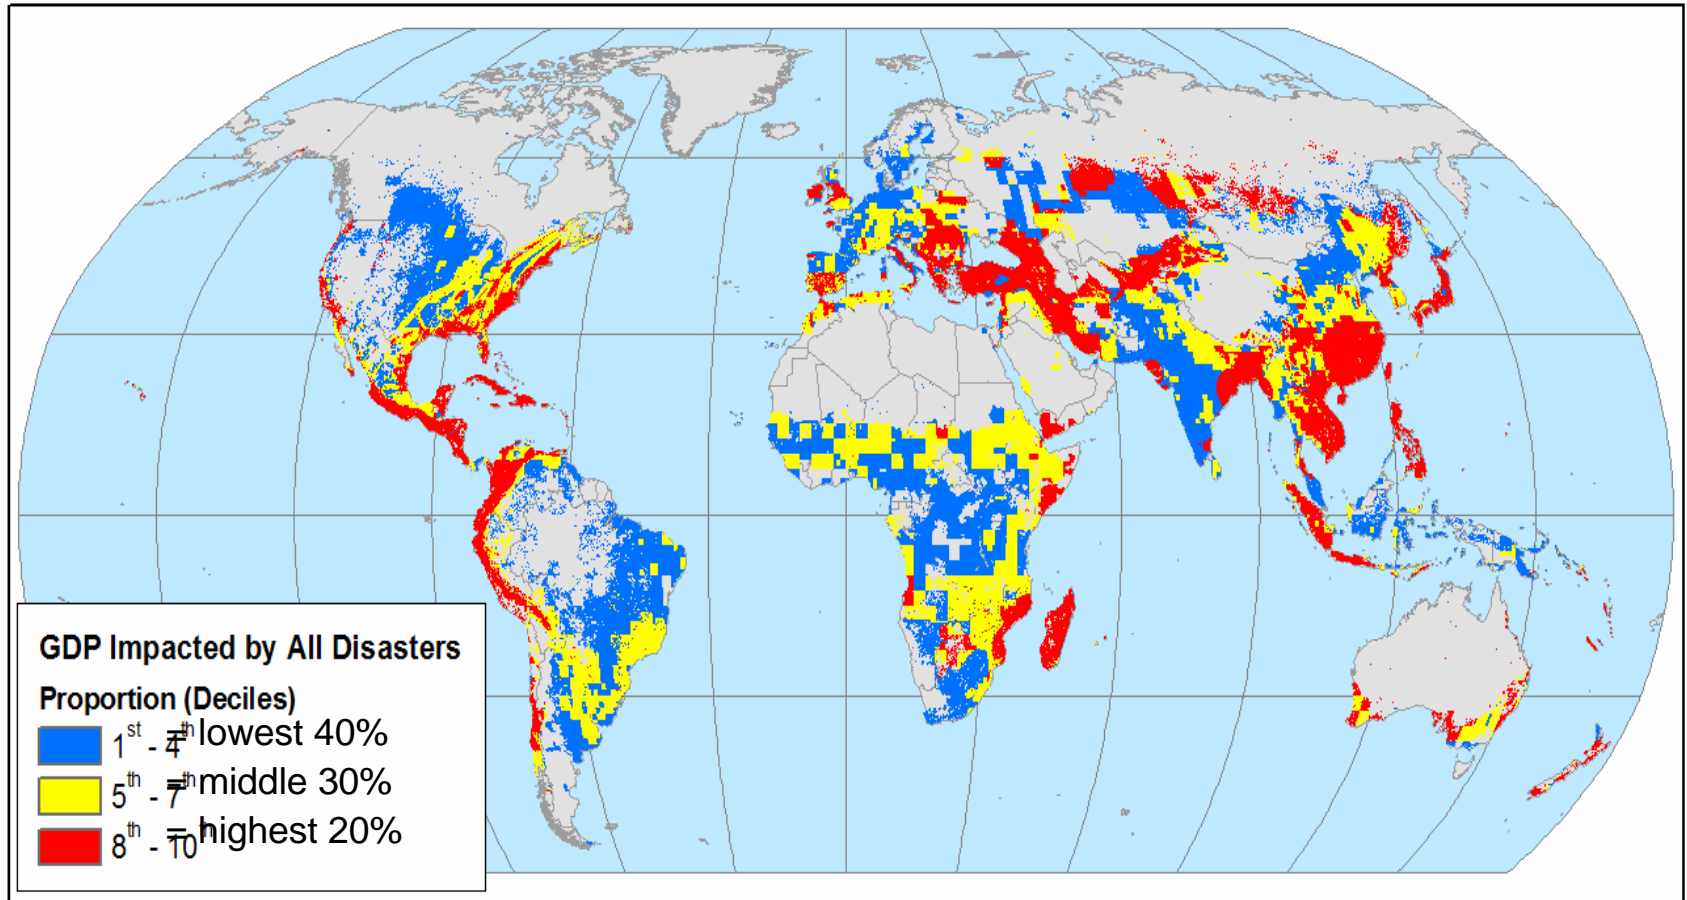 GDP Impacted by All Disasters
Proportion (Deciles)
1st - 4th = lowest 40%
5th - 7th = middle 30%
8th - 10th = highest 20%